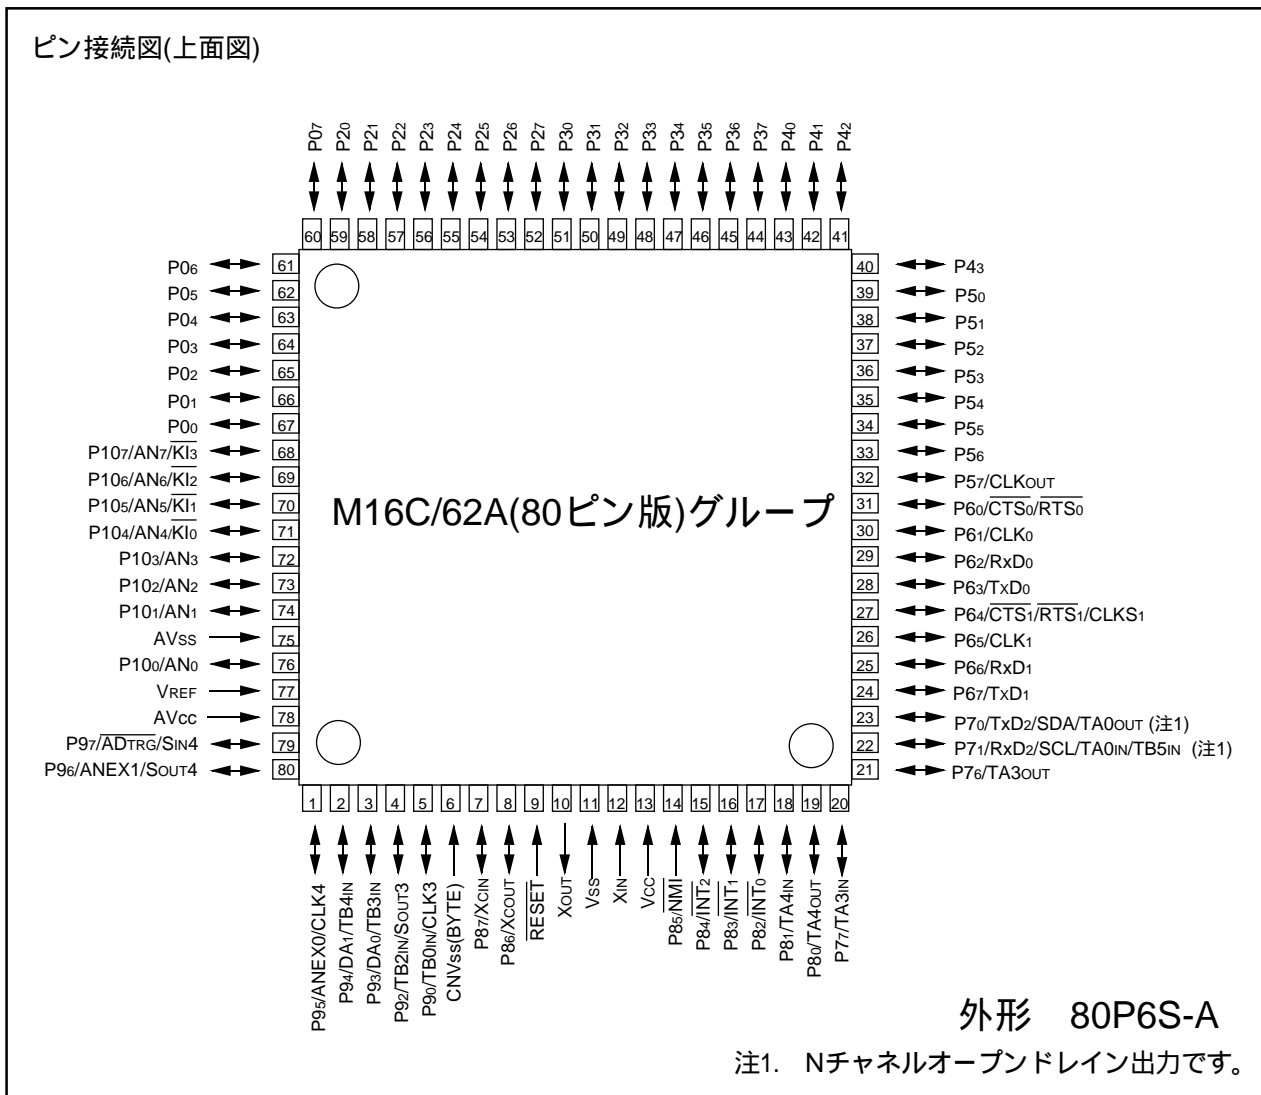 ピン接続図(上面図)
P07 P20 P21 P22 P23 P24 P25 P26 P27 P30 P31 P32 P33 P34 P35 P36 P37 P40 P41 P42
60 59 58 57 56 55 54 53 52 51 50 49 48 47 46 45 44 43 42 41
P06 61 40 P43
P05 62 39 P50
P04 63 38 P51
P03 64 37 P52
P02 65 36 P53
P01 66 35 P54
P00 67 34 P55
P107/AN7/KI3 68 33 P56
P106/AN6/KI2 69 32 P57/CLKOUT
P105/AN5/KI1 70 31 P60/CTS0/RTS0
M16C/62A(80ピン版)グループ
P104/AN4/KI0 71 30 P61/CLK0
P103/AN3 72 29 P62/RxD0
P102/AN2 73 28 P63/TxD0
P101/AN1 74 27 P64/CTS1/RTS1/CLKS1
AVSS 75 26 P65/CLK1
P100/AN0 76 25 P66/RxD1
VREF 77 24 P67/TxD1
AVcc 78 23 P70/TxD2/SDA/TA0OUT (注1)
P97/ADTRG/SIN4 79 22 P71/RxD2/SCL/TA0IN/TB5IN (注1)
P96/ANEX1/SOUT4 80 21 P76/TA3OUT
1 2 3 4 5 6 7 8 9 10 11 12 13 14 15 16 17 18 19 20
P95/ANEX0/CLK4
P94/DA1/TB4IN
P93/DA0/TB3IN
P92/TB2IN/SOUT3
P90/TB0IN/CLK3
CNVss(BYTE)
P87/XCIN
P86/XCOUT
RESET
XOUT
VSS
XIN
VCC
P85/NMI
P84/INT2
P83/INT1
P82/INT0
P81/TA4IN
P80/TA4OUT
P77/TA3IN
外形 80P6S-A
注1. Nチャネルオープンドレイン出力です。